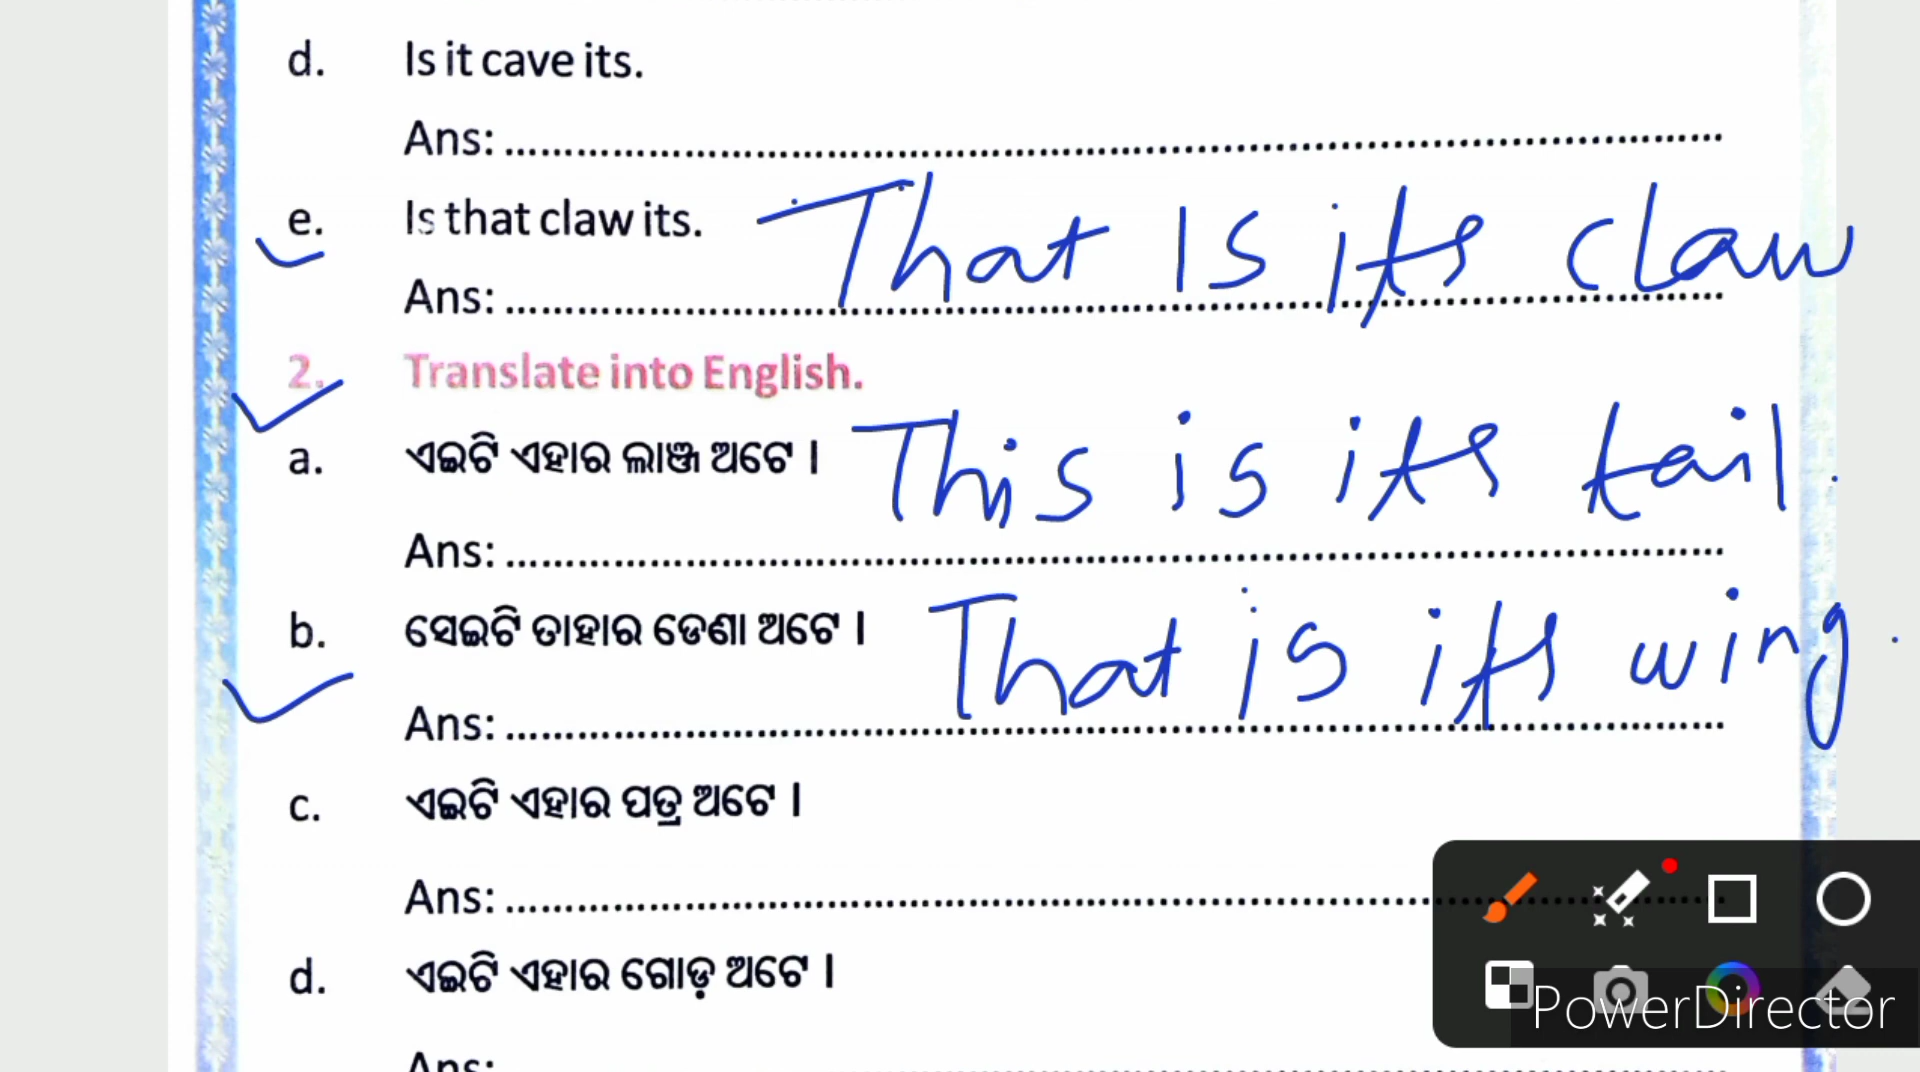 d. Is it cave its.
Ans: ........................................
e. Is that claw its. That Is its claw
Ans: ........................................
2. Translate into English.
a. ଏଇଟି ଏହାର ଲାଞ୍ଜ ଅଟେ । This is its tail.
Ans: ........................................
b. ସେଇଟି ତାହାର ଡେଣା ଅଟେ । That is its wing.
Ans: ........................................
c. ଏଇଟି ଏହାର ପତ୍ର ଅଟେ ।
Ans: ........................................
d. ଏଇଟି ଏହାର ଗୋଡ଼ ଅଟେ ।
Ans:
PowerDirector